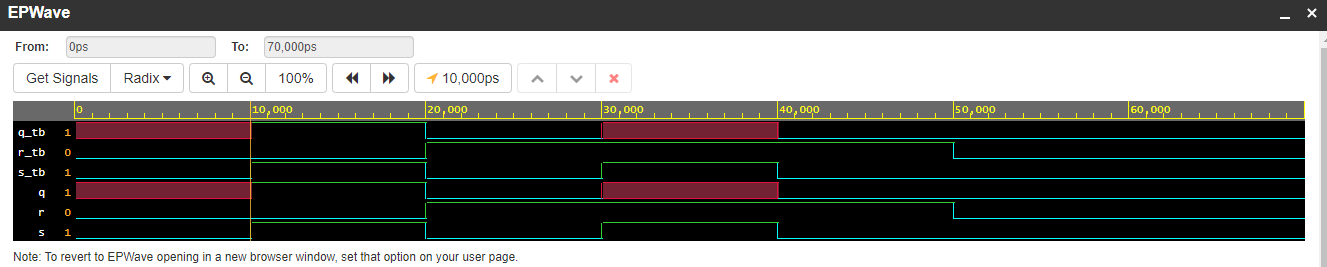 EPWave
From: 0ps To: 70,000ps
Get Signals Radix 100% 10,000ps
0 10,000 20,000 30,000 40,000 50,000 60,000
q_tb 1
r_tb 0
s_tb 1
q 1
r 0
s 1
Note: To revert to EPWave opening in a new browser window, set that option on your user page.